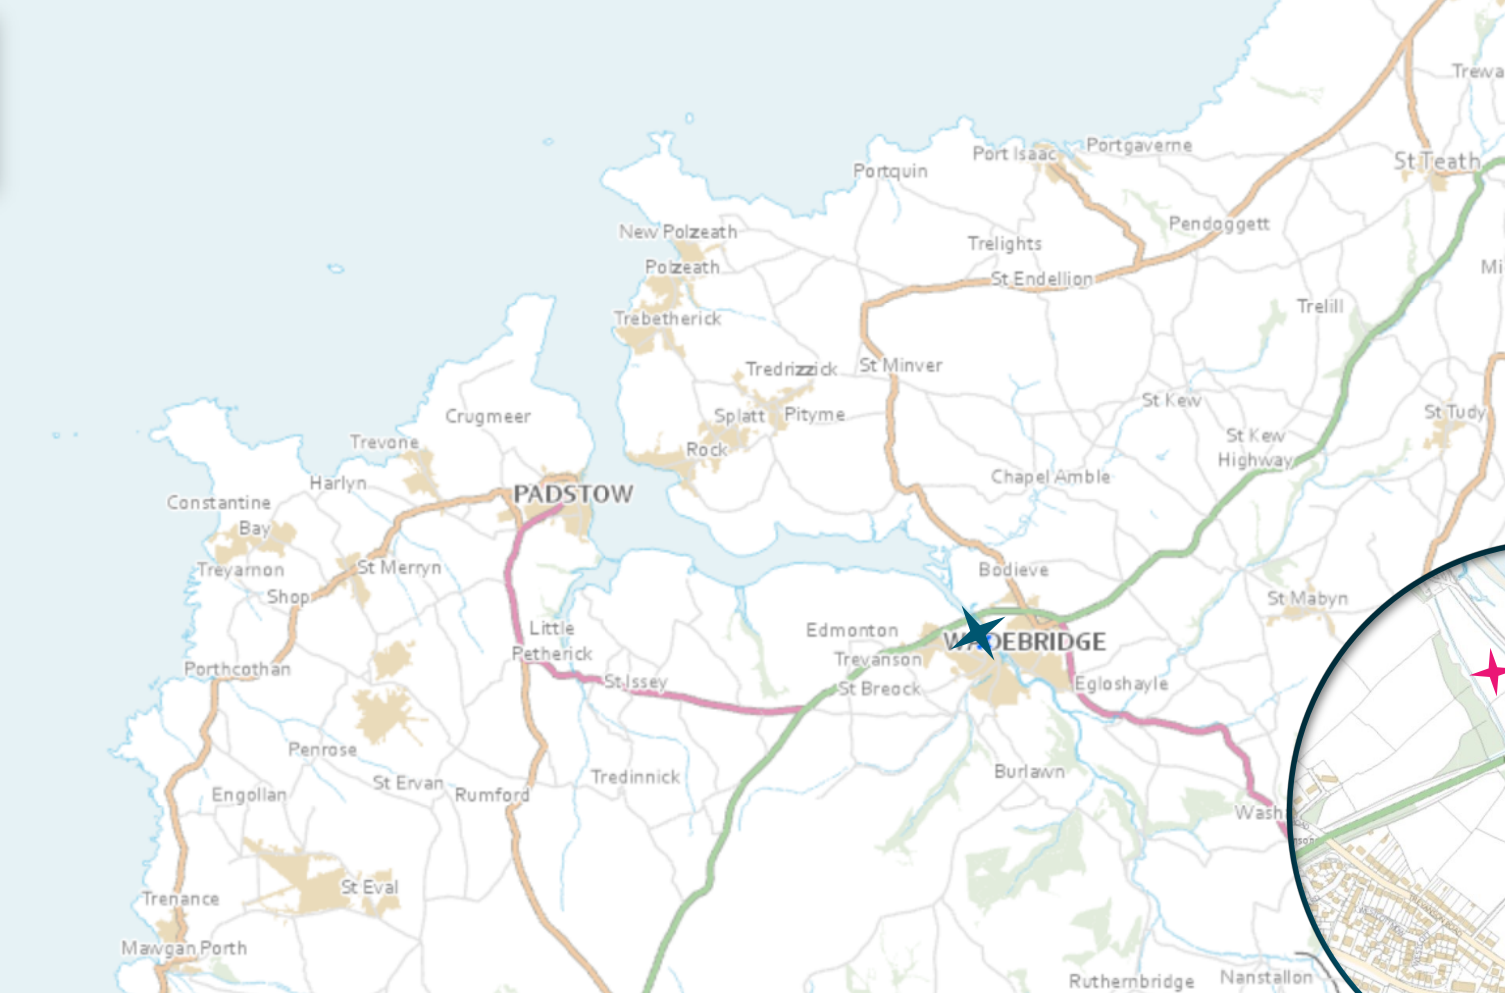 Trewa
Port Isaac
Portgaverne
St Teath
Portquin
New Polzeath
Pendoggett
Trelights
Polzeath
St Endellion
Mi
Trelill
Trebetherick
Tredrizzick
St Minver
St Kew
Splatt
Pityme
St Tudy
Crugmeer
Trevone
Rock
St Kew
Highway
Harlyn
Chapel Amble
PADSTOW
Constantine
Bay
Treyarnon
St Merryn
Bodieve
Shop
St Mabyn
Little
Petherick
Edmonton
WADEBRIDGE
Trevanson
Porthcothan
St Issey
St Breock
Egloshayle
Penrose
St Ervan
Tredinnick
Burlawn
Engollan
Rumford
Wash
St Eval
Trenance
Mawgan Porth
Ruthernbridge
Nanstallon